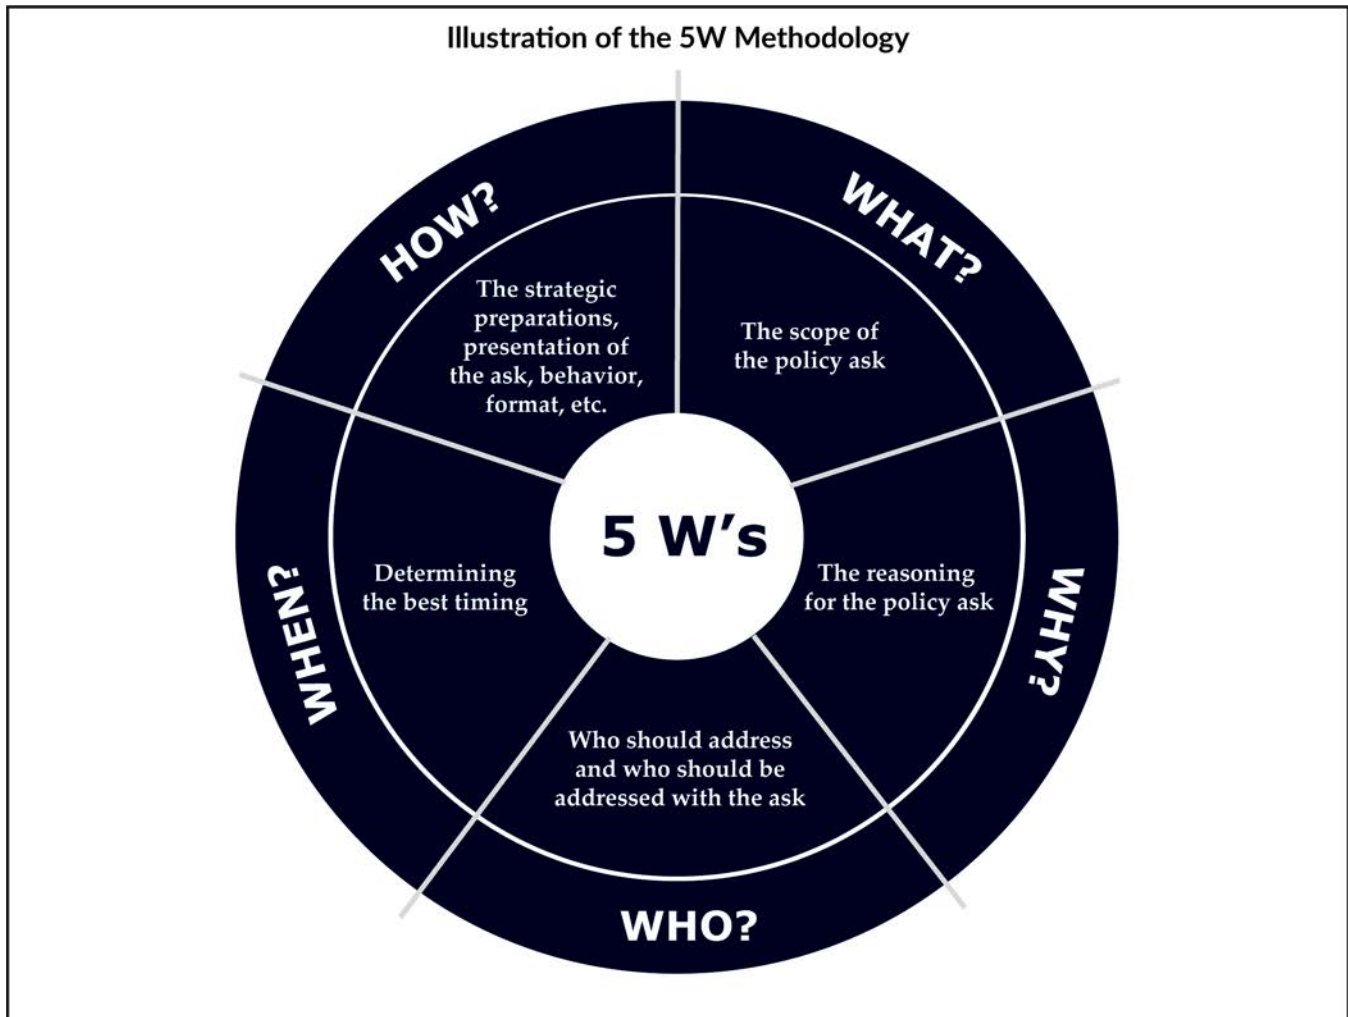 Illustration of the 5W Methodology
HOW?
The strategic
preparations,
presentation of
the ask, behavior,
format, etc.
WHAT?
The scope of
the policy ask
5 W’s
WHEN?
Determining
the best timing
WHY?
The reasoning
for the policy ask
Who should address
and who should be
addressed with the ask
WHO?